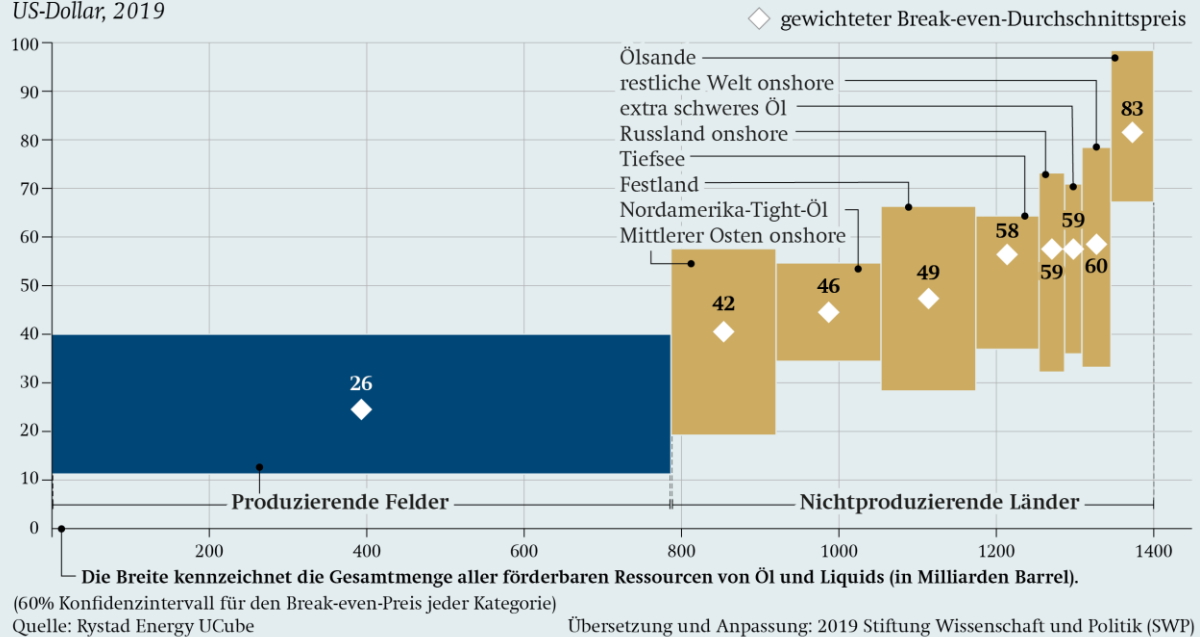 US-Dollar, 2019
gewichteter Break-even-Durchschnittspreis
100
90
80
70
60
50
40
30
20
10
0
Ölsande
restliche Welt onshore
extra schweres Öl
Russland onshore
Tiefsee
Festland
Nordamerika-Tight-Öl
Mittlerer Osten onshore
26
42
46
49
58
59
59
60
83
Produzierende Felder
Nichtproduzierende Länder
200 400 600 800 1000 1200 1400
Die Breite kennzeichnet die Gesamtmenge aller förderbaren Ressourcen von Öl und Liquids (in Milliarden Barrel).
(60% Konfidenzintervall für den Break-even-Preis jeder Kategorie)
Quelle: Rystad Energy UCube
Übersetzung und Anpassung: 2019 Stiftung Wissenschaft und Politik (SWP)